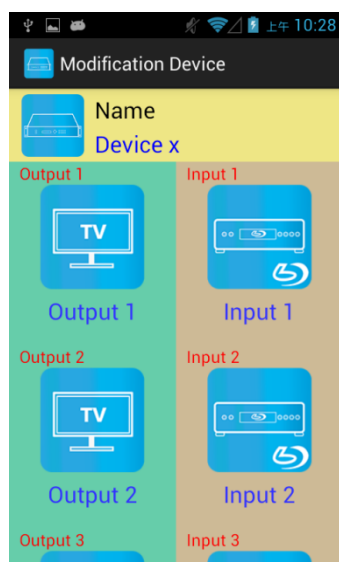 上午 10:28
Modification Device
Name
Device x
Output 1
Input 1
TV
Output 1
Input 1
Output 2
Input 2
TV
Output 2
Input 2
Output 3
Input 3